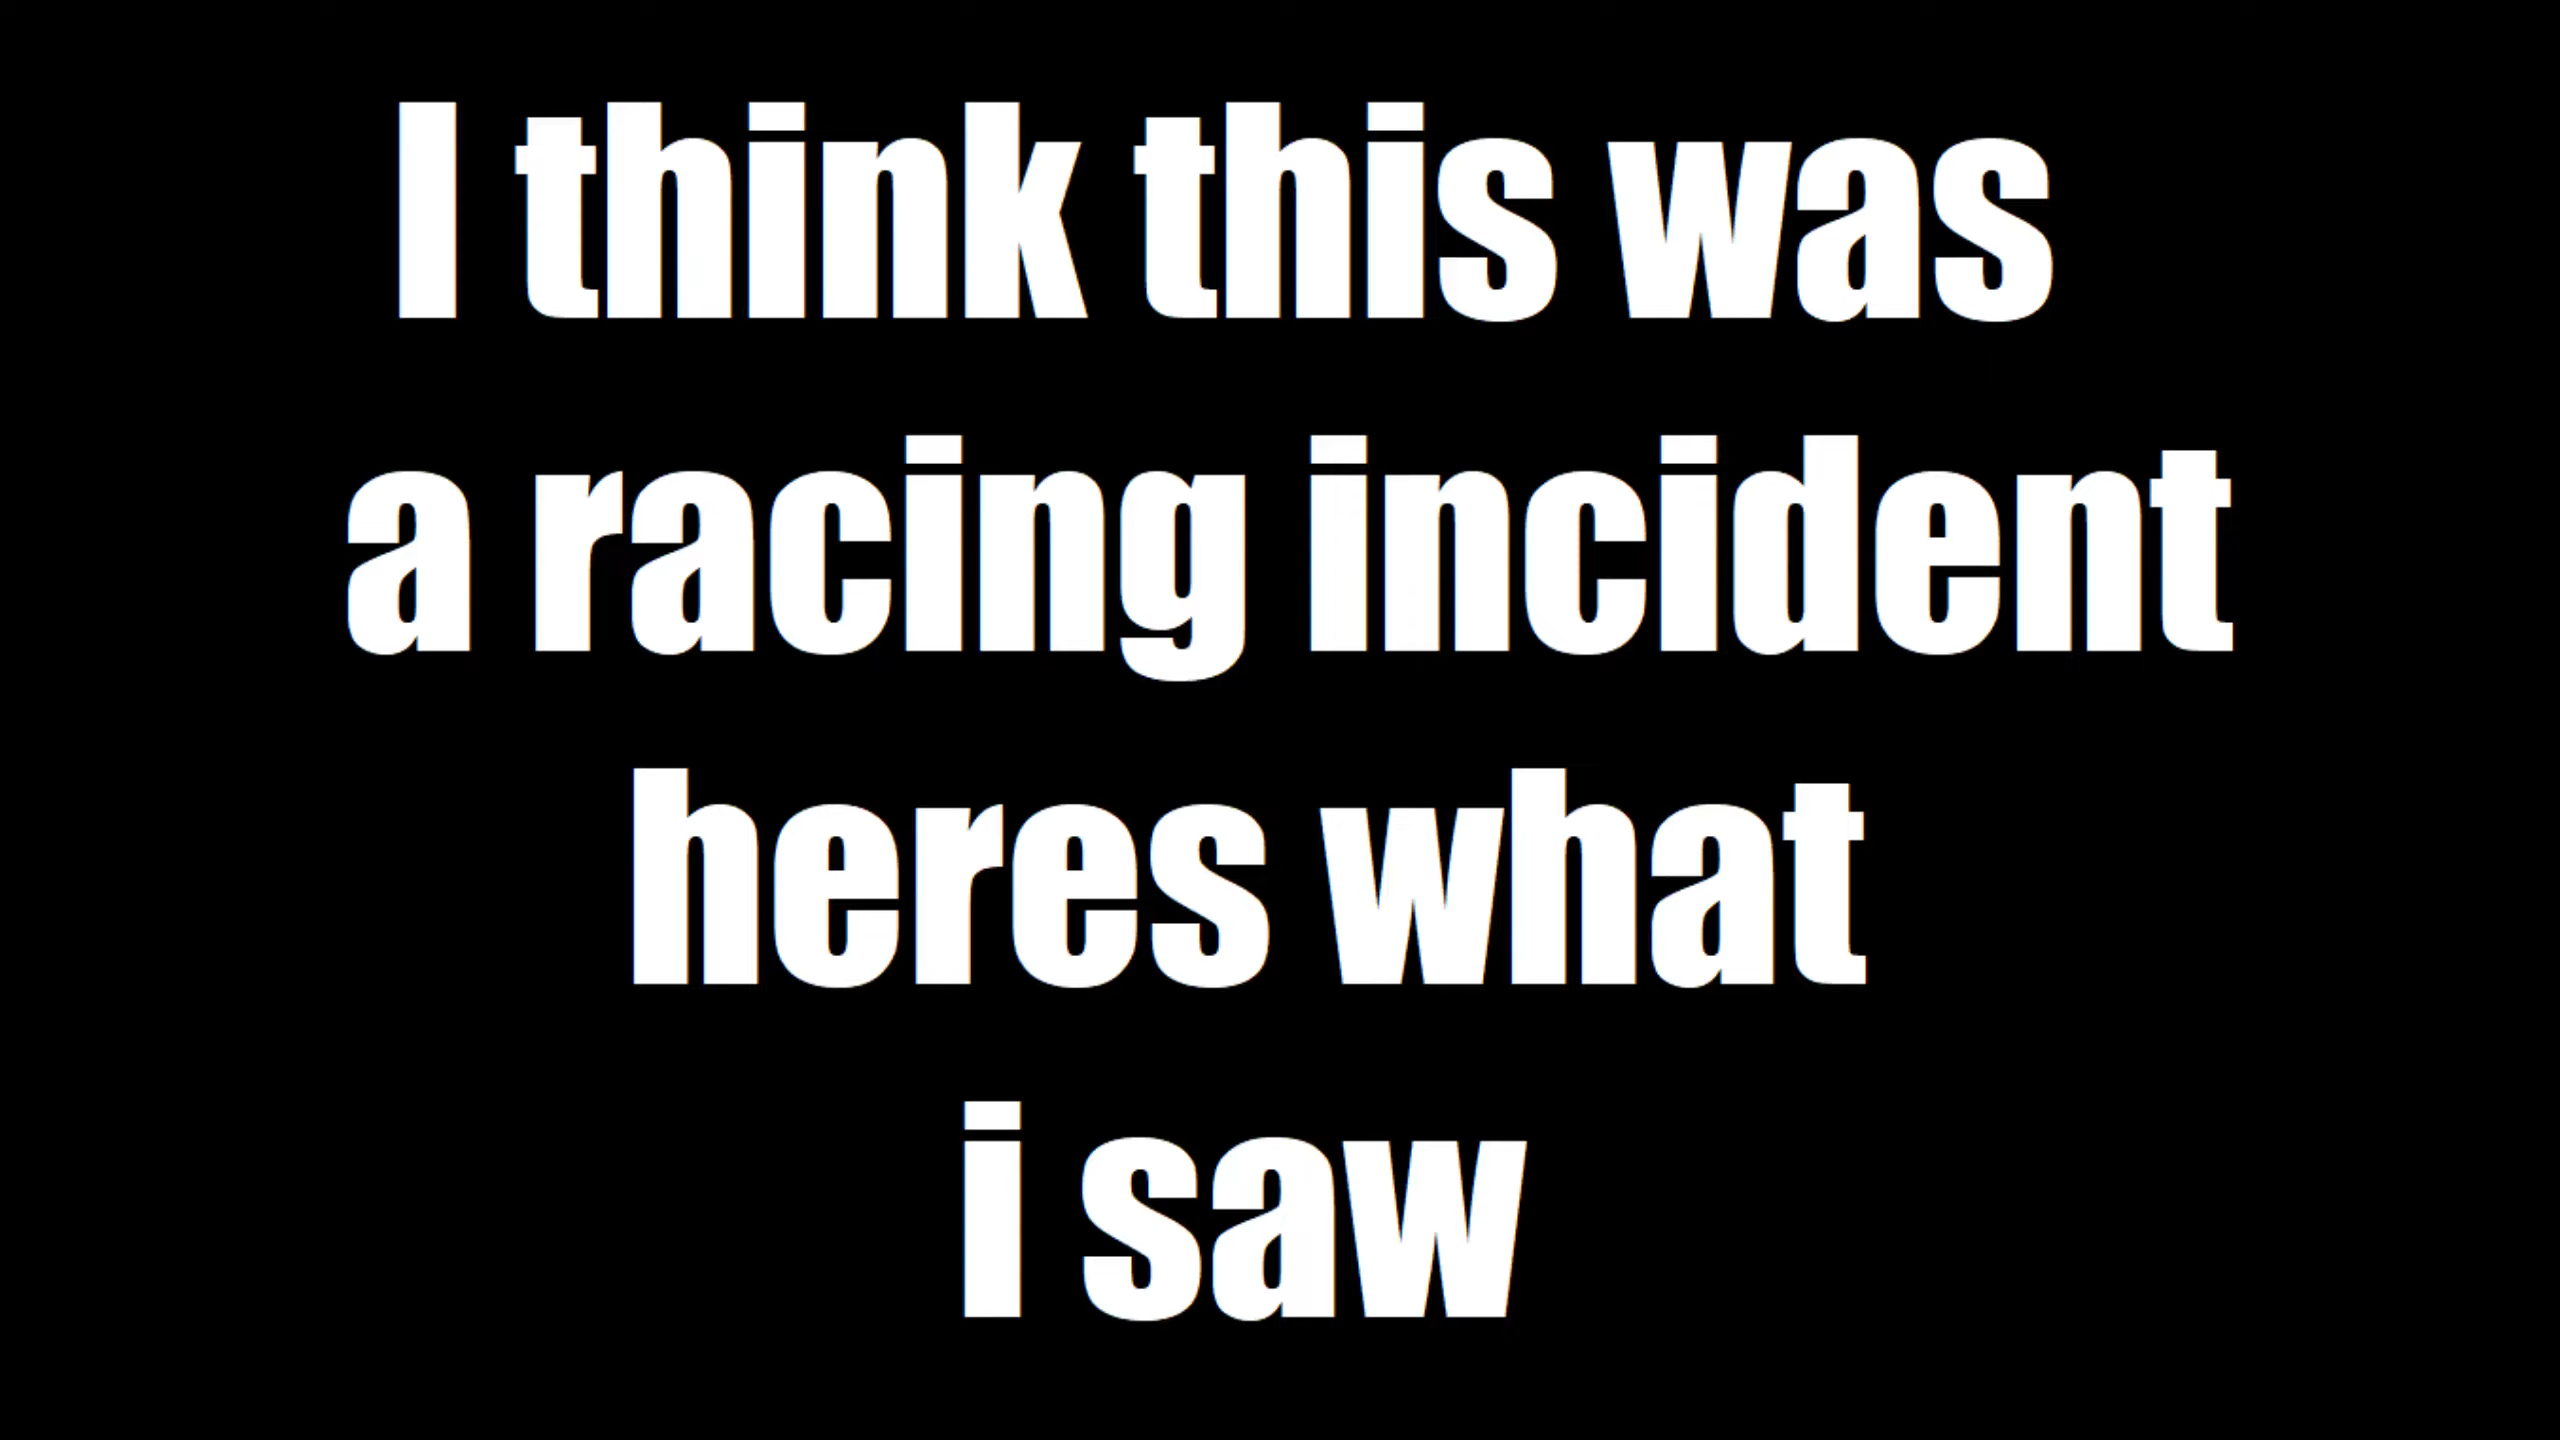 I think this was
a racing incident
heres what
i saw